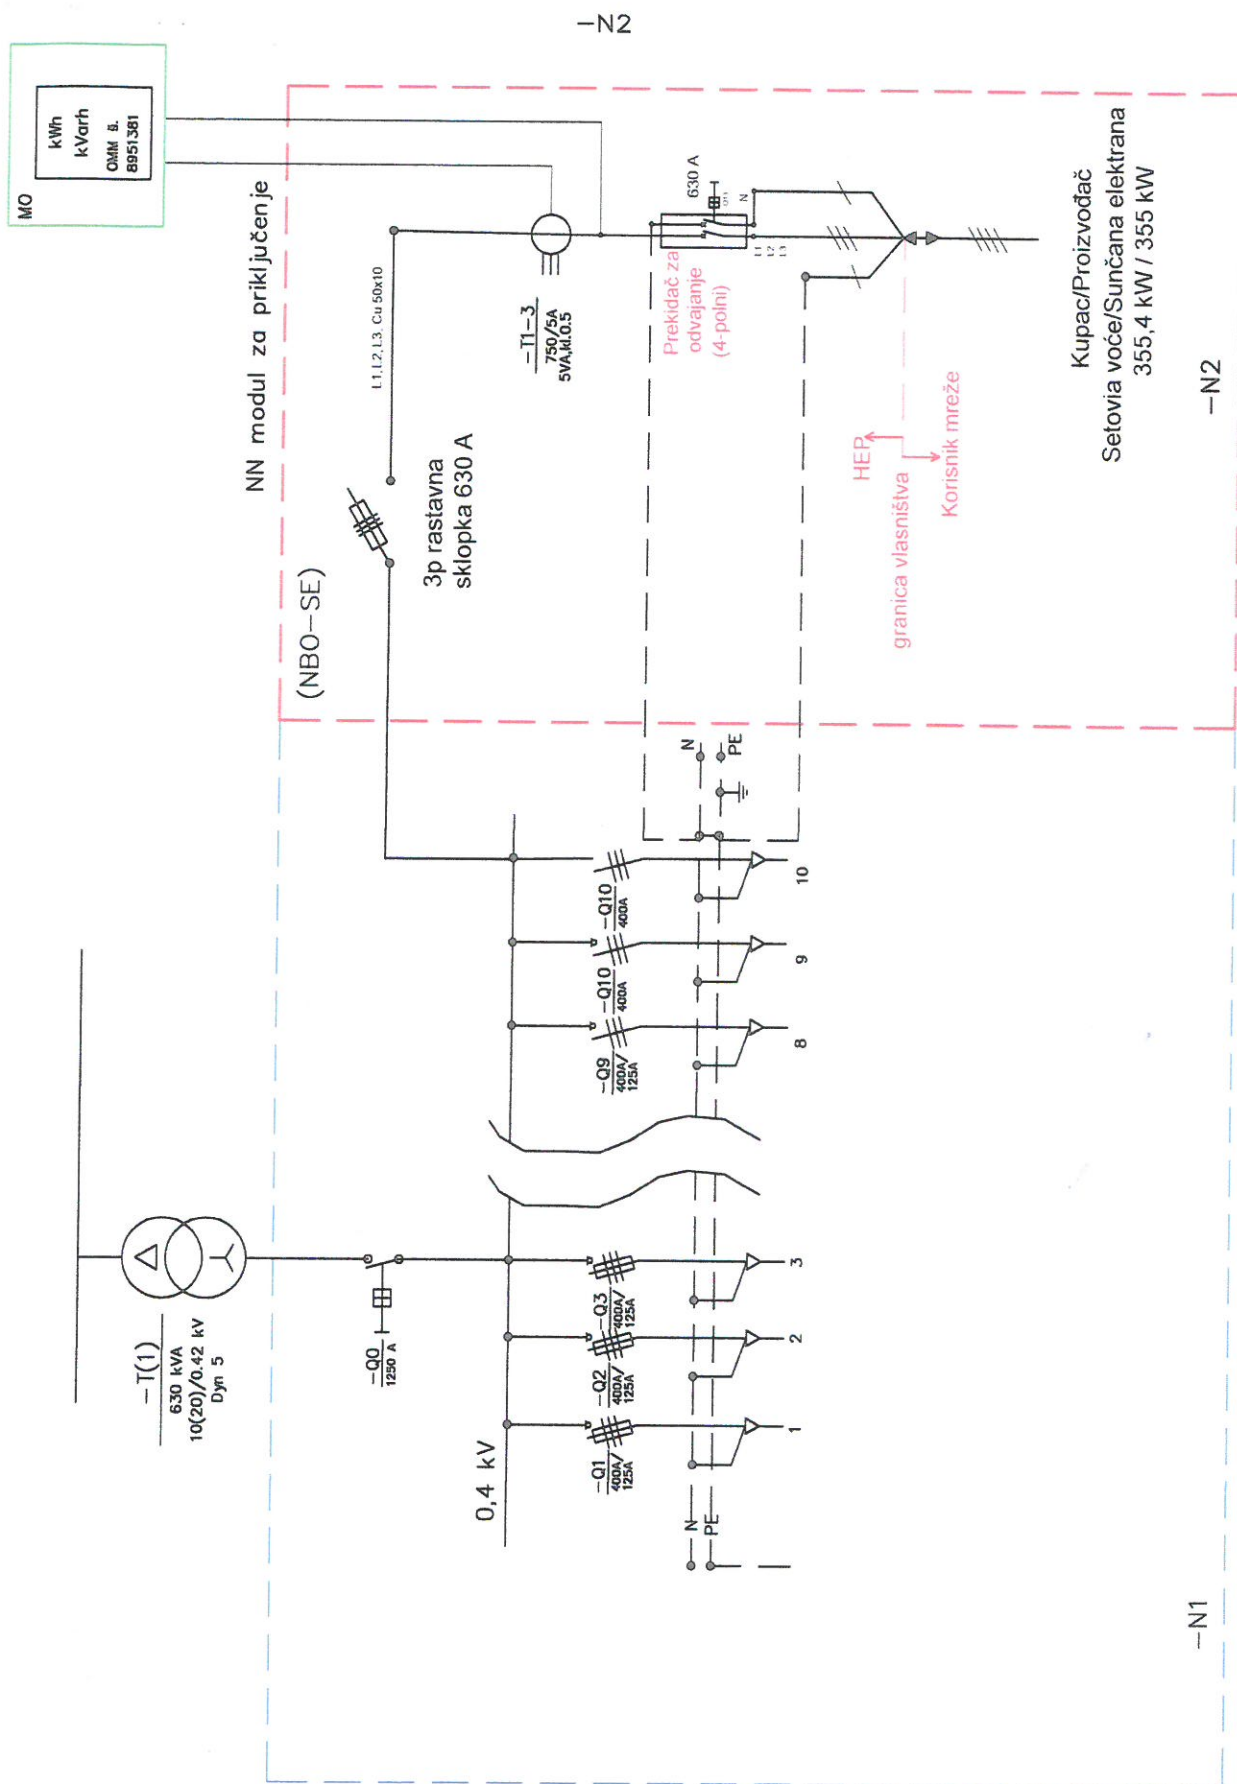 -N2
MO
kWh
kVarh
OMM š.
8951381
NN modul za priključenje
(NBO-SE)
3p rastavna
sklopka 630 A
L1,L2,L3, Cu 50x10
-T1-3
750/5A
5VA,kl.0.5
Prekidač za
odvajanje
(4-polni)
630 A
N
L1
L2
L3
HEP
granica vlasništva
Korisnik mreže
Kupac/Proizvođač
Setovia voće/Sunčana elektrana
355,4 kW / 355 kW
-N2
-T(1)
630 kVA
10(20)/0.42 kV
Dyn 5
-Q0
1250 A
0,4 kV
-Q1
400A/
125A
-Q2
400A/
125A
-Q3
400A/
125A
-Q9
400A/
125A
-Q10
400A
-Q10
400A
N
PE
N
PE
1
2
3
8
9
10
-N1